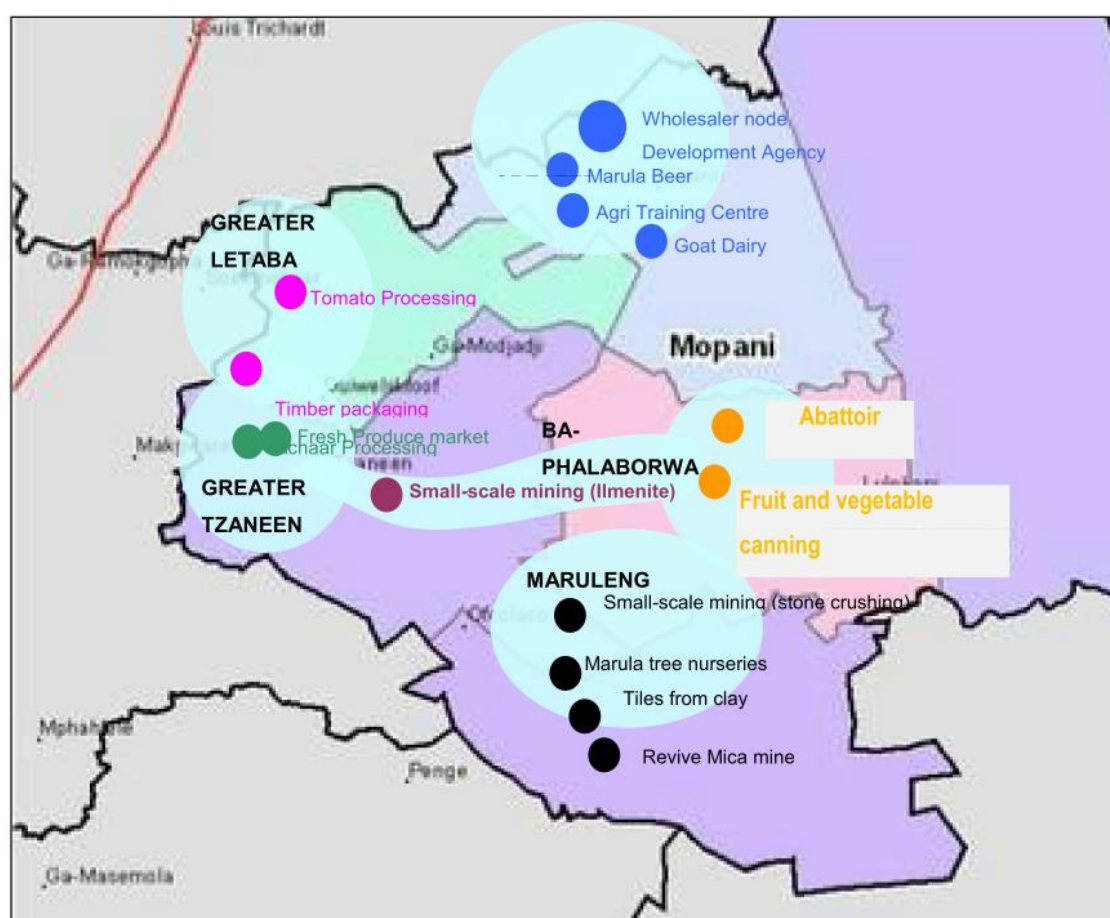 Louis Trichardt
Wholesaler node
Development Agency
Marula Beer
Agri Training Centre
Goat Dairy
GREATER
LETABA
Tomato Processing
Mopani
Ga-Modjadji
Timber packaging
Fresh Produce market
Achaar Processing
GREATER
TZANEEN
Small-scale mining (Ilmenite)
BA-
PHALABORWA
Abattoir
Fruit and vegetable
canning
MARULENG
Small-scale mining (stone crushing)
Marula tree nurseries
Tiles from clay
Revive Mica mine
Mphahlele
Penge
Ga-Masemola